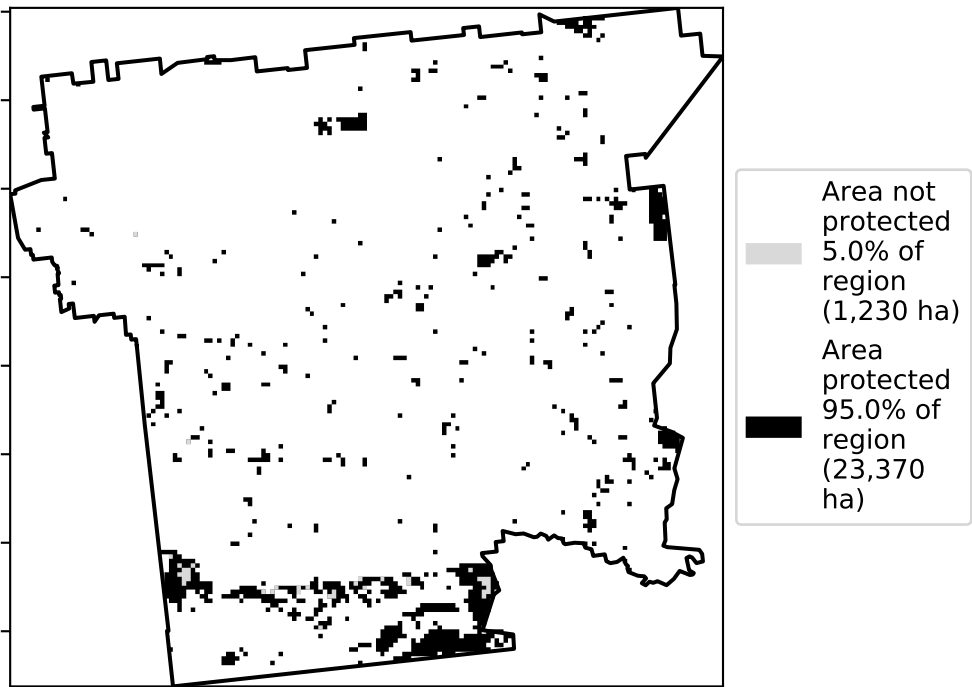 Area not
protected
5.0% of
region
(1,230 ha)
Area
protected
95.0% of
region
(23,370
ha)